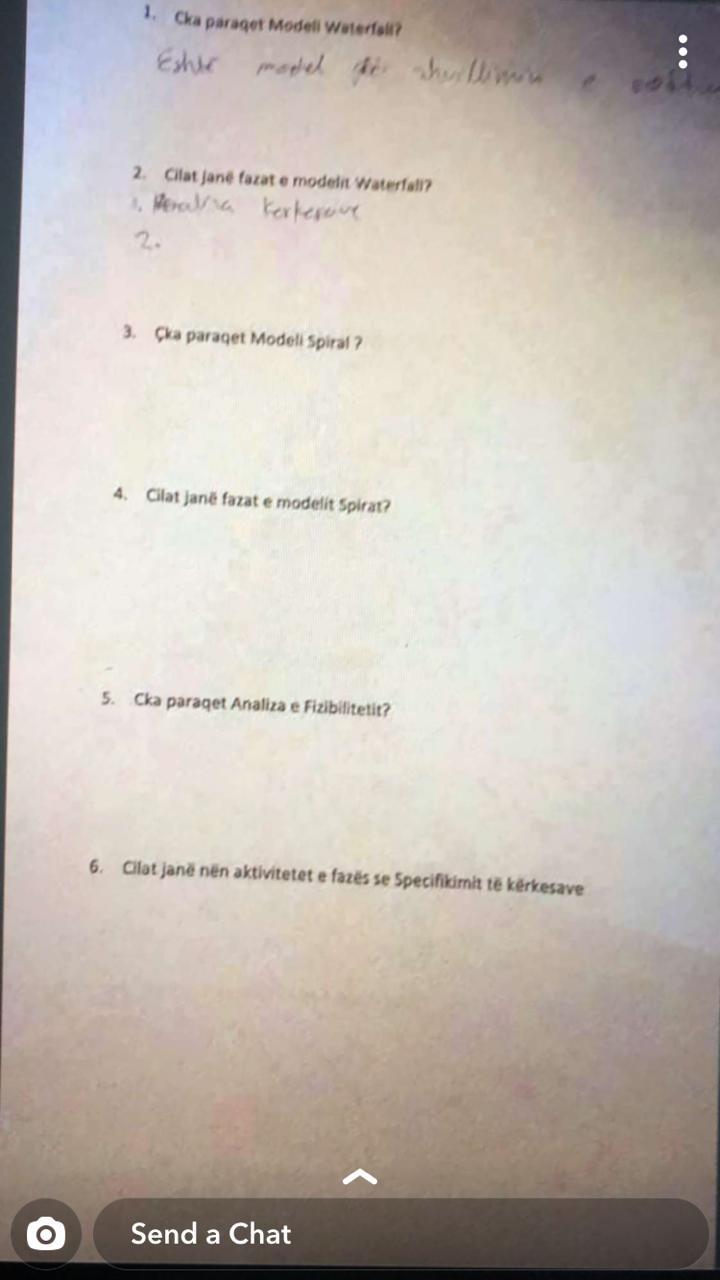 1. Cka paraqet Modeli Waterfall?
Eshte model për zhvillimin e
2. Cilat janë fazat e modelit Waterfall?
1. kerkesave
2.
3. Çka paraqet Modeli Spiral ?
4. Cilat janë fazat e modelit Spirat?
5. Cka paraqet Analiza e Fizibilitetit?
6. Cilat janë nën aktivitetet e fazës se Specifikimit të kërkesave
Send a Chat